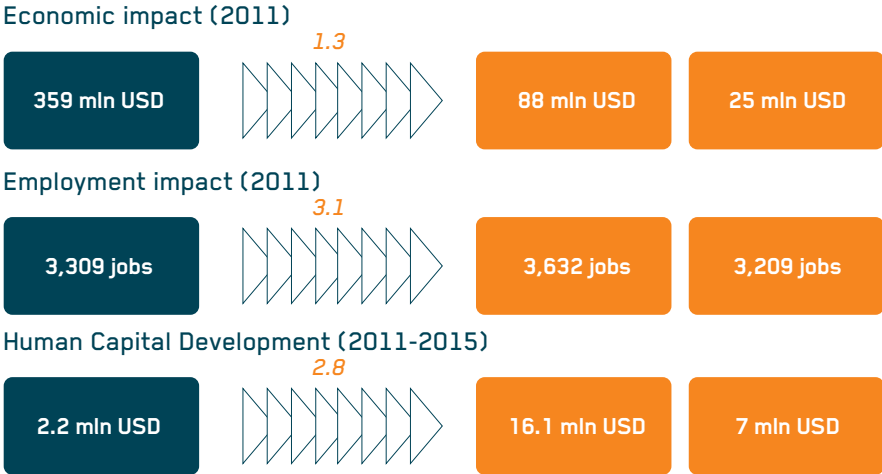 Economic impact (2011)
1.3
359 mln USD
88 mln USD
25 mln USD
Employment impact (2011)
3.1
3,309 jobs
3,632 jobs
3,209 jobs
Human Capital Development (2011-2015)
2.8
2.2 mln USD
16.1 mln USD
7 mln USD